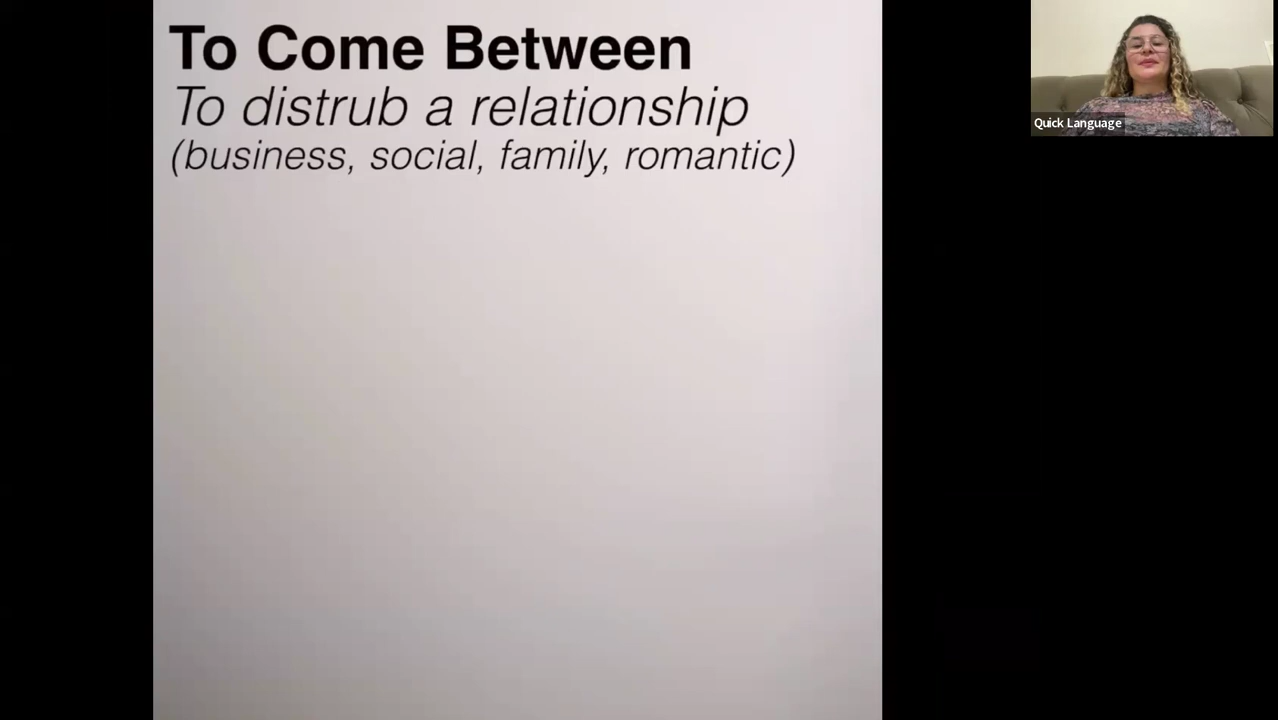 To Come Between
To distrub a relationship
(business, social, family, romantic)
Quick Language